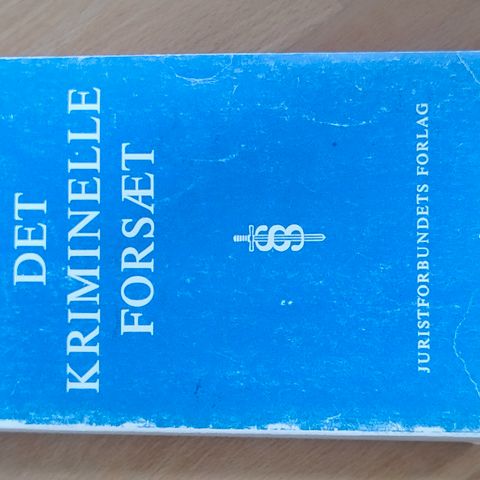 DET
KRIMINELLE
FORSÆT
JURISTFORBUNDETS FORLAG